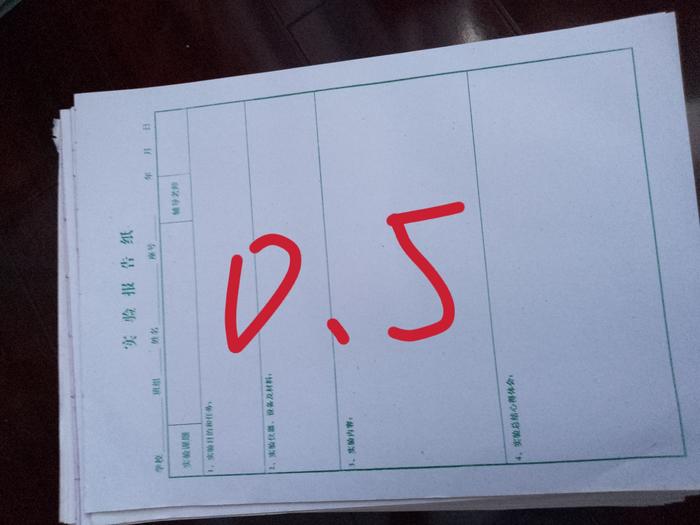 实验报告纸
学校 班组 姓名 座号 年 月 日
实验课题 辅导老师
1、实验目的和任务:
2、实验仪器、设备及材料:
3、实验内容:
4、实验总结心得体会:
0.5